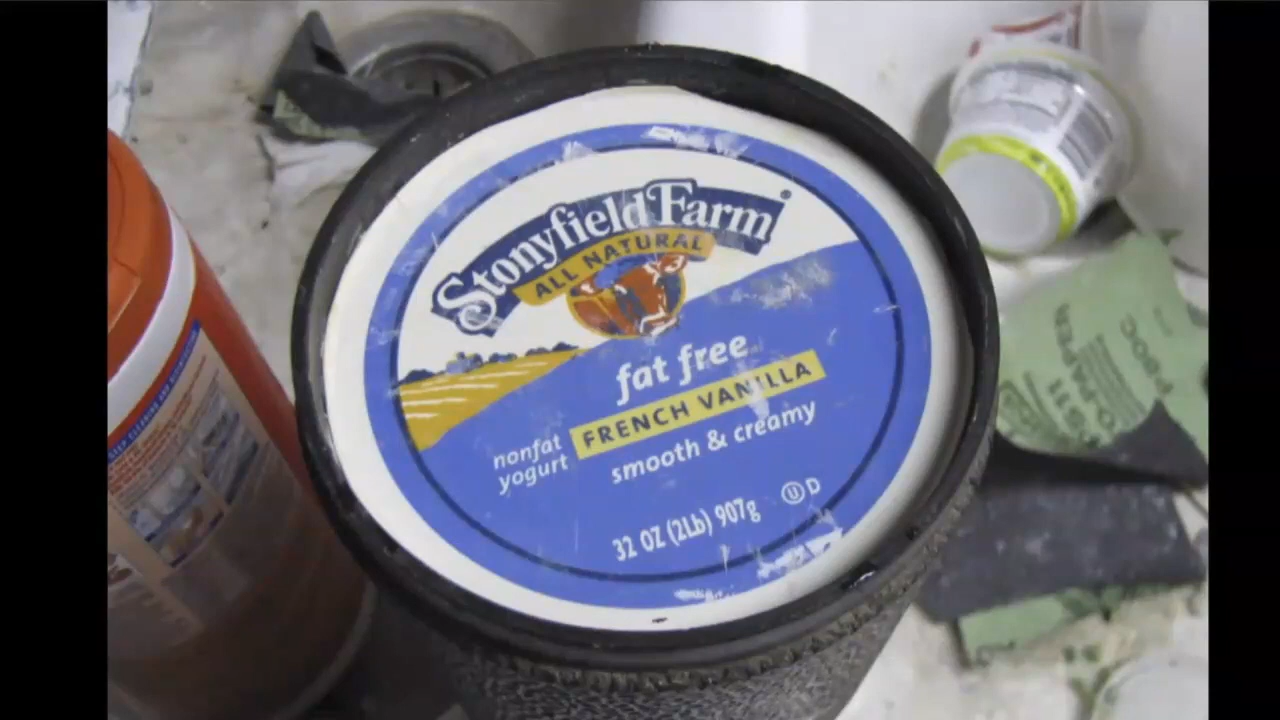 Stonyfield Farm
ALL NATURAL
fat free
FRENCH VANILLA
nonfat
yogurt
smooth & creamy
32 OZ (2Lb) 907g
U D